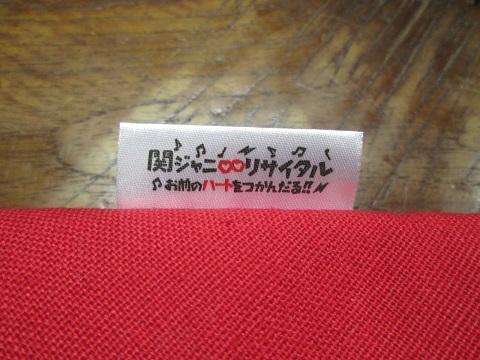 関ジャニ∞リサイタル
♪お前のハートをつかんだる!!